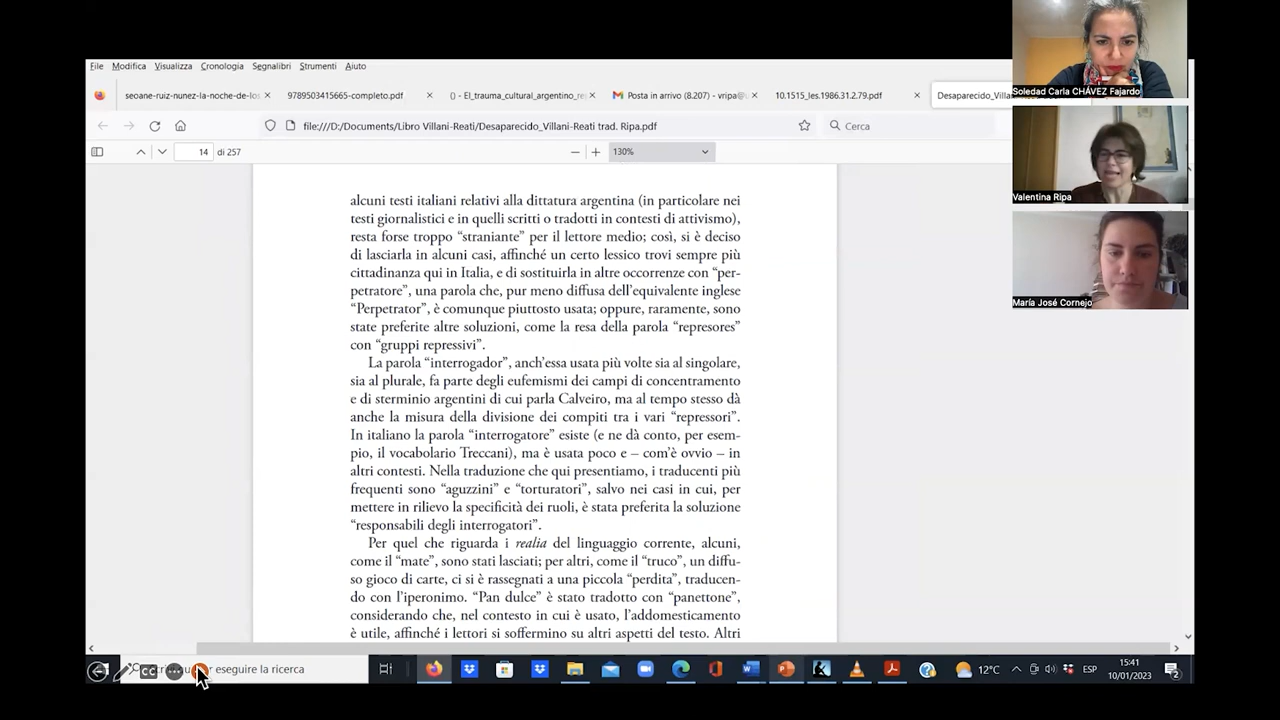 File Modifica Visualizza Cronologia Segnalibri Strumenti Aiuto
seoane-ruiz-nunez-la-noche-de-los
9789503415665-completo.pdf
() - El_trauma_cultural_argentino_re
Posta in arrivo (8.207) - vripa@
10.1515_les.1986.31.2.79.pdf
Desaparecido_Villani-Reati
file:///D:/Documents/Libro Villani-Reati/Desaparecido_Villani-Reati trad. Ripa.pdf
Cerca
14 di 257
130%
alcuni testi italiani relativi alla dittatura argentina (in particolare nei
testi giornalistici e in quelli scritti o tradotti in contesti di attivismo),
resta forse troppo “straniante” per il lettore medio; così, si è deciso
di lasciarla in alcuni casi, affinché un certo lessico trovi sempre più
cittadinanza qui in Italia, e di sostituirla in altre occorrenze con “per-
petratore”, una parola che, pur meno diffusa dell’equivalente inglese
“Perpetrator”, è comunque piuttosto usata; oppure, raramente, sono
state preferite altre soluzioni, come la resa della parola “represores”
con “gruppi repressivi”.
La parola “interrogador”, anch’essa usata più volte sia al singolare,
sia al plurale, fa parte degli eufemismi dei campi di concentramento
e di sterminio argentini di cui parla Calveiro, ma al tempo stesso dà
anche la misura della divisione dei compiti tra i vari “repressori”.
In italiano la parola “interrogatore” esiste (e ne dà conto, per esem-
pio, il vocabolario Treccani), ma è usata poco e – com’è ovvio – in
altri contesti. Nella traduzione che qui presentiamo, i traducenti più
frequenti sono “aguzzini” e “torturatori”, salvo nei casi in cui, per
mettere in rilievo la specificità dei ruoli, è stata preferita la soluzione
“responsabili degli interrogatori”.
Per quel che riguarda i realia del linguaggio corrente, alcuni,
come il “mate”, sono stati lasciati; per altri, come il “truco”, un diffu-
so gioco di carte, ci si è rassegnati a una piccola “perdita”, traducen-
do con l’iperonimo. “Pan dulce” è stato tradotto con “panettone”,
considerando che, nel contesto in cui è usato, l’addomesticamento
è utile, affinché i lettori si soffermino su altri aspetti del testo. Altri
Soledad Carla CHÁVEZ Fajardo
Valentina Ripa
María José Cornejo
CC
eseguire la ricerca
12°C
ESP
15:41
10/01/2023
2